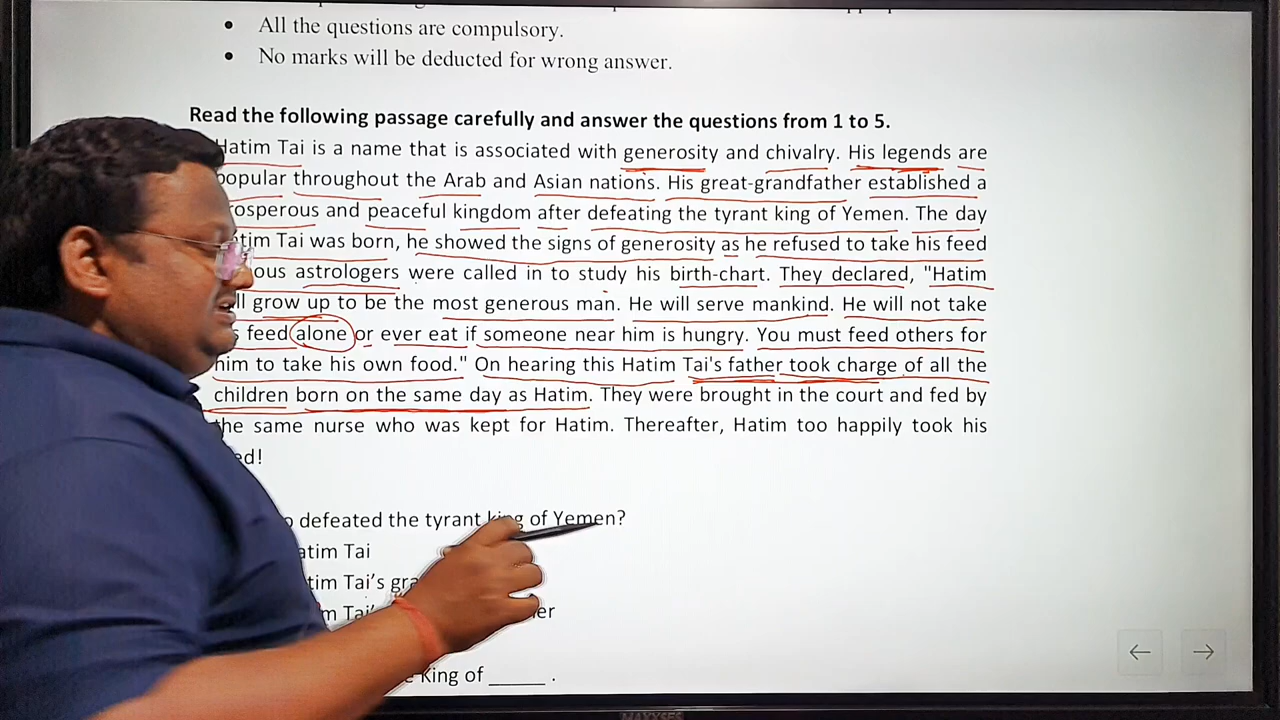 All the questions are compulsory.
No marks will be deducted for wrong answer.
Read the following passage carefully and answer the questions from 1 to 5.
Hatim Tai is a name that is associated with generosity and chivalry. His legends are
popular throughout the Arab and Asian nations. His great-grandfather established a
prosperous and peaceful kingdom after defeating the tyrant king of Yemen. The day
Hatim Tai was born, he showed the signs of generosity as he refused to take his feed
astrologers were called in to study his birth-chart. They declared, "Hatim
grow up to be the most generous man. He will serve mankind. He will not take
feed alone or ever eat if someone near him is hungry. You must feed others for
him to take his own food." On hearing this Hatim Tai's father took charge of all the
children born on the same day as Hatim. They were brought in the court and fed by
the same nurse who was kept for Hatim. Thereafter, Hatim too happily took his
defeated the tyrant king of Yemen?
Hatim Tai
Hatim Tai's
King of ______ .
MAXYSES